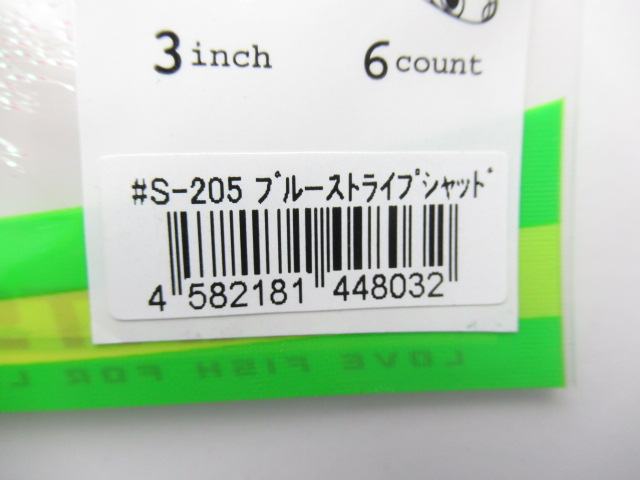 3 inch 6 count
#S-205 ﾌﾞﾙｰｽﾄﾗｲﾌﾟｼｬｯﾄﾞ
4 582181 448032
LOVE FISH FOR L